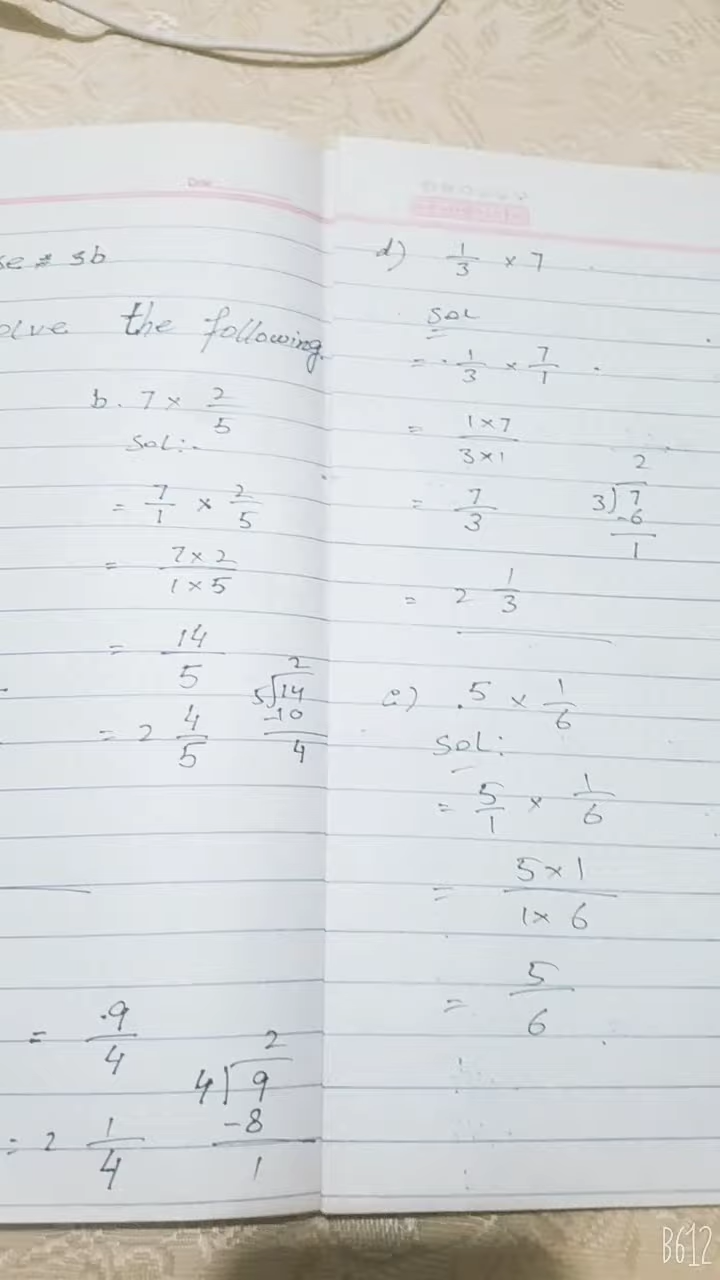 Date
se # 3b
olve the following.
b. 7 × 2/5
Sol:-
= 7/1 × 2/5
= 7×2/1×5
= 14/5
= 2 4/5
2
5)14
-10
4
= 9/4
= 2 1/4
2
4)9
-8
1
d) 1/3 × 7
Sol
= 1/3 × 7/1
= 1×7/3×1
= 7/3
= 2 1/3
2
3)7
-6
1
e) 5 × 1/6
Sol:
= 5/1 × 1/6
= 5×1/1×6
= 5/6
B612